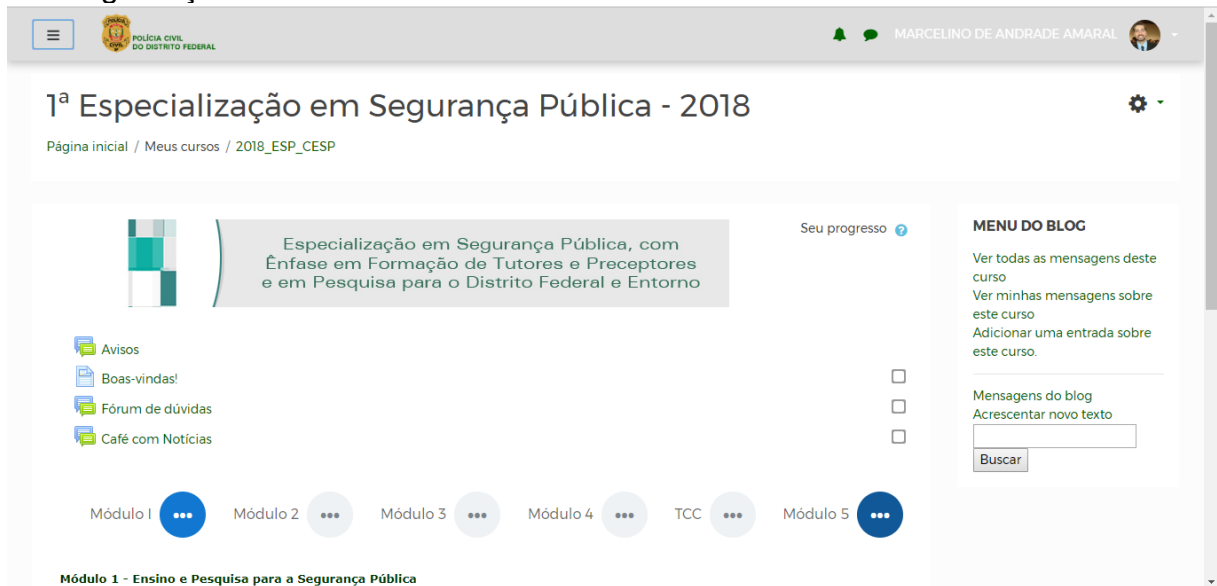 POLÍCIA CIVIL
DO DISTRITO FEDERAL
MARCELINO DE ANDRADE AMARAL
1ª Especialização em Segurança Pública - 2018
Página inicial / Meus cursos / 2018_ESP_CESP
Especialização em Segurança Pública, com
Ênfase em Formação de Tutores e Preceptores
e em Pesquisa para o Distrito Federal e Entorno
Seu progresso
Avisos
Boas-vindas!
Fórum de dúvidas
Café com Notícias
Módulo I
Módulo 2
Módulo 3
Módulo 4
TCC
Módulo 5
Módulo 1 - Ensino e Pesquisa para a Segurança Pública
MENU DO BLOG
Ver todas as mensagens deste
curso
Ver minhas mensagens sobre
este curso
Adicionar uma entrada sobre
este curso.
Mensagens do blog
Acrescentar novo texto
Buscar